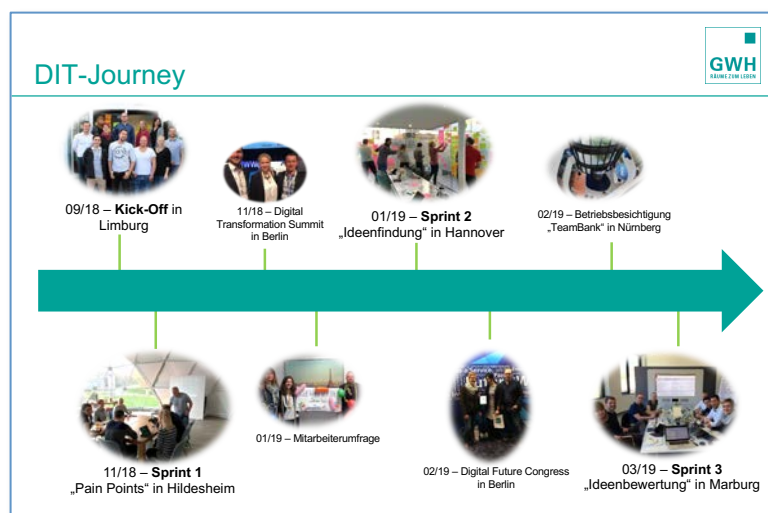 DIT-Journey
GWH
RÄUME ZUM LEBEN
09/18 – Kick-Off in
Limburg
11/18 – Digital
Transformation Summit
in Berlin
01/19 – Sprint 2
„Ideenfindung“ in Hannover
02/19 – Betriebsbesichtigung
„TeamBank“ in Nürnberg
11/18 – Sprint 1
„Pain Points“ in Hildesheim
01/19 – Mitarbeiterumfrage
02/19 – Digital Future Congress
in Berlin
03/19 – Sprint 3
„Ideenbewertung“ in Marburg